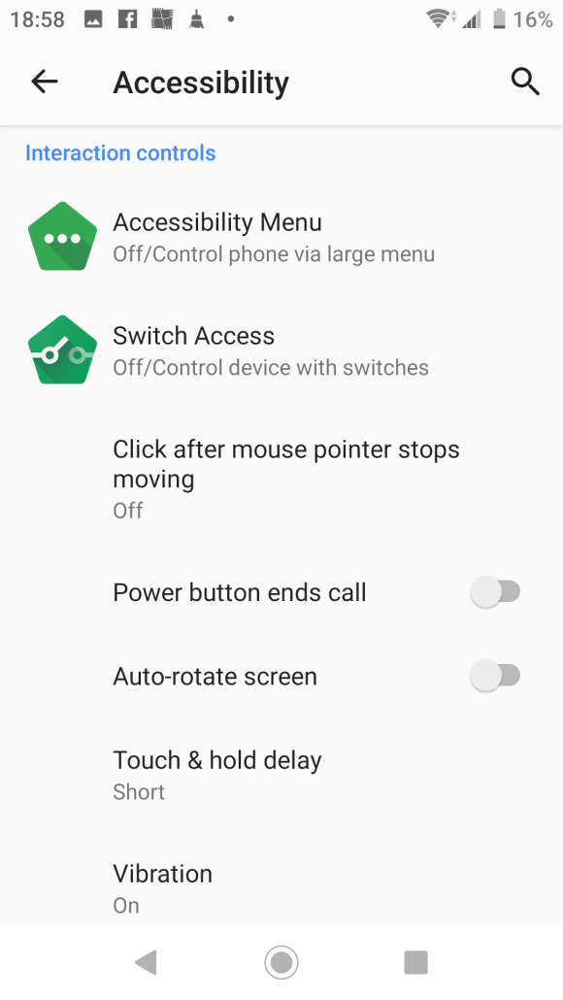 18:58 16%
Accessibility
Interaction controls
Accessibility Menu
Off/Control phone via large menu
Switch Access
Off/Control device with switches
Click after mouse pointer stops
moving
Off
Power button ends call
Auto-rotate screen
Touch & hold delay
Short
Vibration
On